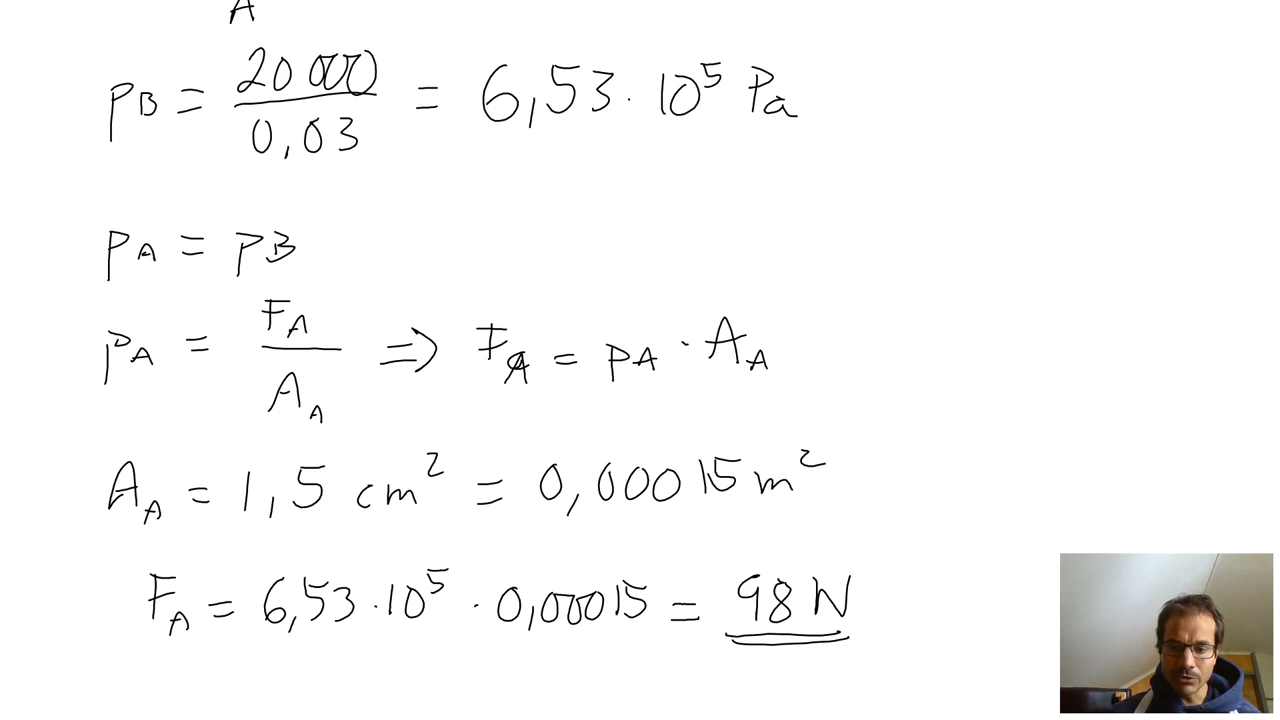 A
pB = 20 000 / 0,03 = 6,53 · 10⁵ Pa
pA = pB
pA = FA / AA => FA = pA · AA
AA = 1,5 cm² = 0,00015 m²
FA = 6,53 · 10⁵ · 0,00015 = 98 N